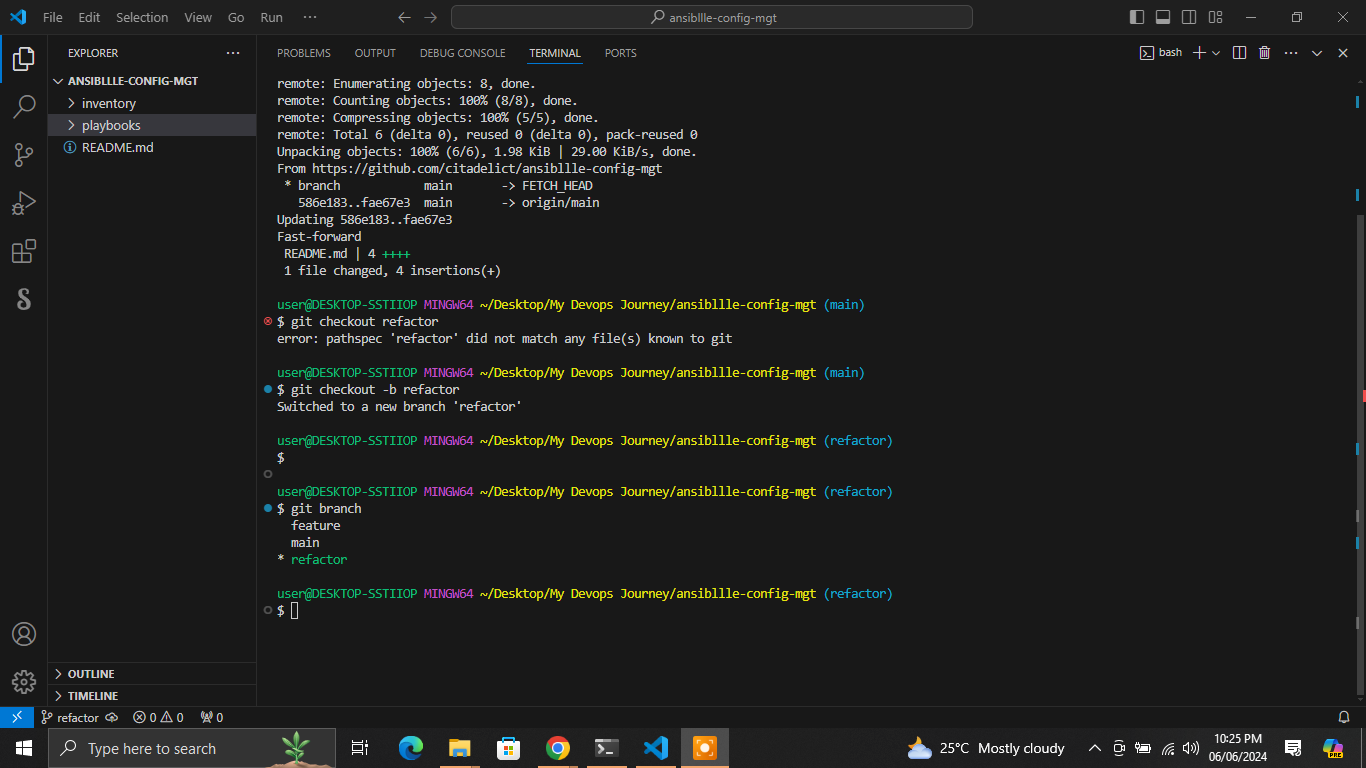 File Edit Selection View Go Run ··· ansibllle-config-mgt
EXPLORER ···
ANSIBLLLE-CONFIG-MGT
inventory
playbooks
README.md
OUTLINE
TIMELINE
PROBLEMS OUTPUT DEBUG CONSOLE TERMINAL PORTS bash ···
remote: Enumerating objects: 8, done.
remote: Counting objects: 100% (8/8), done.
remote: Compressing objects: 100% (5/5), done.
remote: Total 6 (delta 0), reused 0 (delta 0), pack-reused 0
Unpacking objects: 100% (6/6), 1.98 KiB | 29.00 KiB/s, done.
From https://github.com/citadelict/ansibllle-config-mgt
 * branch            main       -> FETCH_HEAD
   586e183..fae67e3  main       -> origin/main
Updating 586e183..fae67e3
Fast-forward
 README.md | 4 ++++
 1 file changed, 4 insertions(+)
user@DESKTOP-SSTIIOP MINGW64 ~/Desktop/My Devops Journey/ansibllle-config-mgt (main)
$ git checkout refactor
error: pathspec 'refactor' did not match any file(s) known to git
user@DESKTOP-SSTIIOP MINGW64 ~/Desktop/My Devops Journey/ansibllle-config-mgt (main)
$ git checkout -b refactor
Switched to a new branch 'refactor'
user@DESKTOP-SSTIIOP MINGW64 ~/Desktop/My Devops Journey/ansibllle-config-mgt (refactor)
$
user@DESKTOP-SSTIIOP MINGW64 ~/Desktop/My Devops Journey/ansibllle-config-mgt (refactor)
$ git branch
  feature
  main
* refactor
user@DESKTOP-SSTIIOP MINGW64 ~/Desktop/My Devops Journey/ansibllle-config-mgt (refactor)
$
refactor 0 0 0
Type here to search 25°C Mostly cloudy 10:25 PM
06/06/2024
PRE